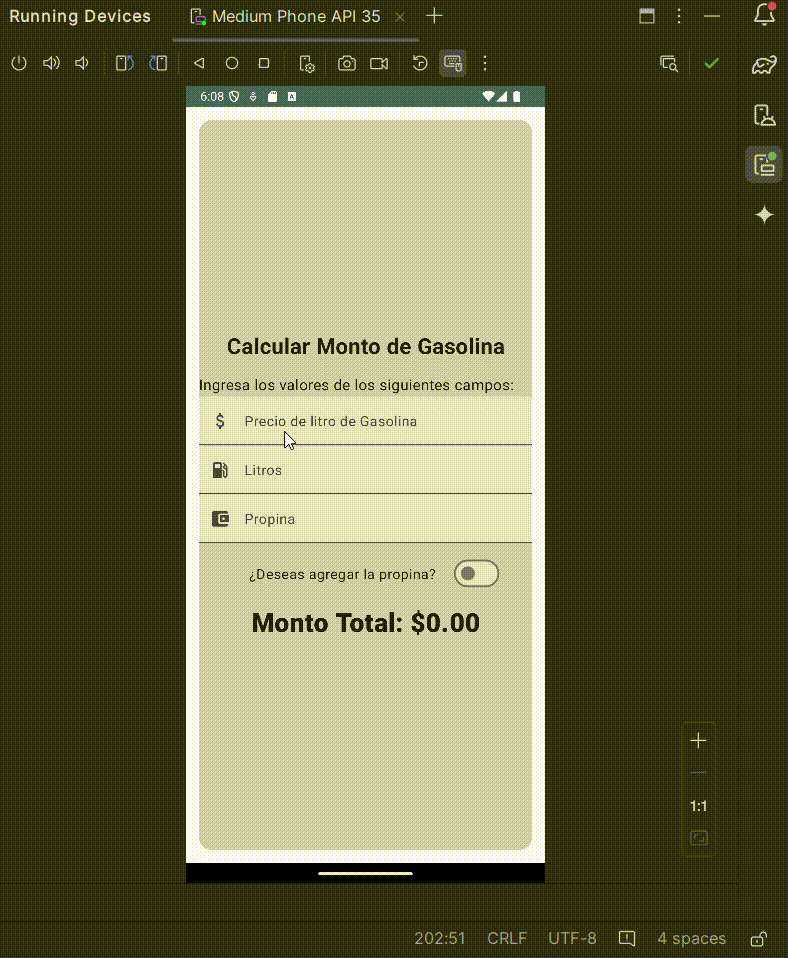 Running Devices
Medium Phone API 35
6:08
Calcular Monto de Gasolina
Ingresa los valores de los siguientes campos:
Precio de litro de Gasolina
Litros
Propina
¿Deseas agregar la propina?
Monto Total: $0.00
1:1
202:51 CRLF UTF-8 4 spaces